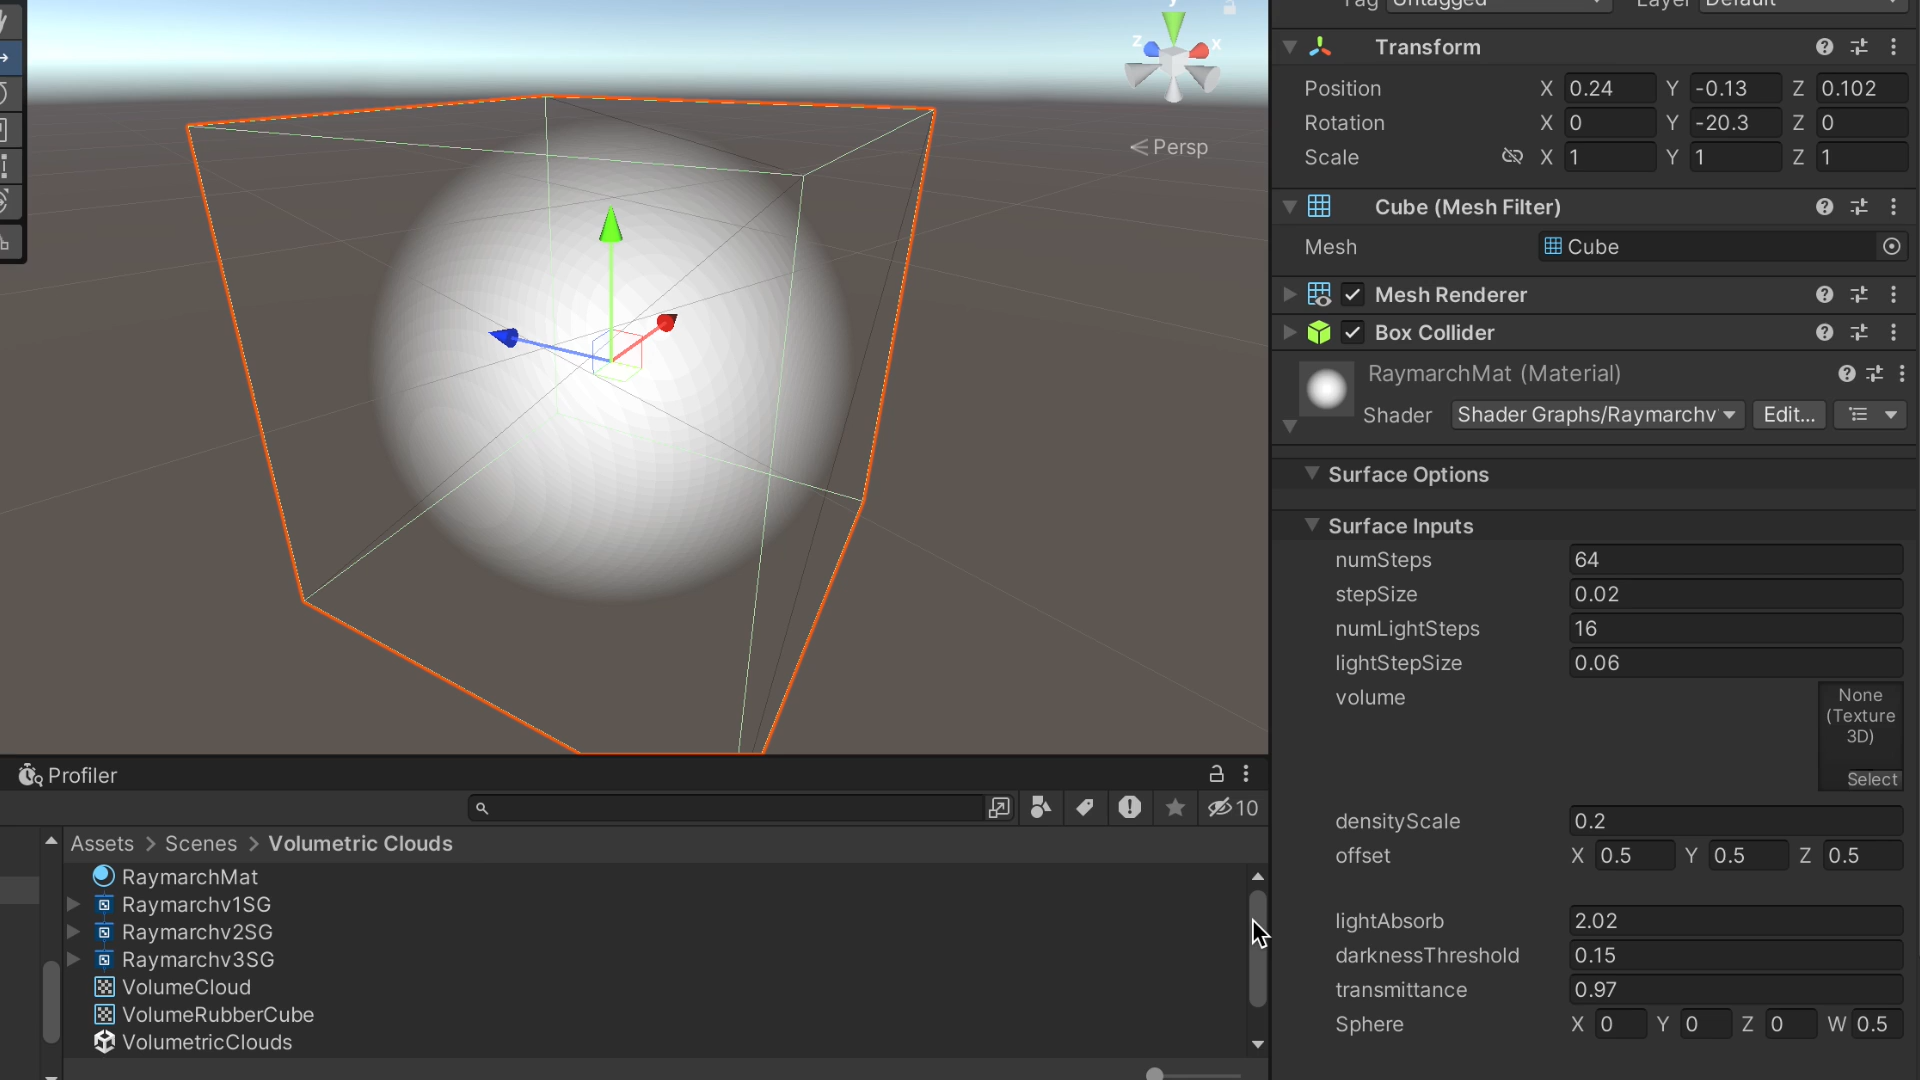 Tag Untagged Layer Default
Transform
Position X 0.24 Y -0.13 Z 0.102
Rotation X 0 Y -20.3 Z 0
Scale X 1 Y 1 Z 1
Cube (Mesh Filter)
Mesh Cube
Mesh Renderer
Box Collider
RaymarchMat (Material)
Shader Shader Graphs/Raymarchv Edit...
Surface Options
Surface Inputs
numSteps 64
stepSize 0.02
numLightSteps 16
lightStepSize 0.06
volume
None
(Texture
3D)
Select
densityScale 0.2
offset X 0.5 Y 0.5 Z 0.5
lightAbsorb 2.02
darknessThreshold 0.15
transmittance 0.97
Sphere X 0 Y 0 Z 0 W 0.5
y
z x
Persp
Profiler
10
Assets > Scenes > Volumetric Clouds
RaymarchMat
Raymarchv1SG
Raymarchv2SG
Raymarchv3SG
VolumeCloud
VolumeRubberCube
VolumetricClouds